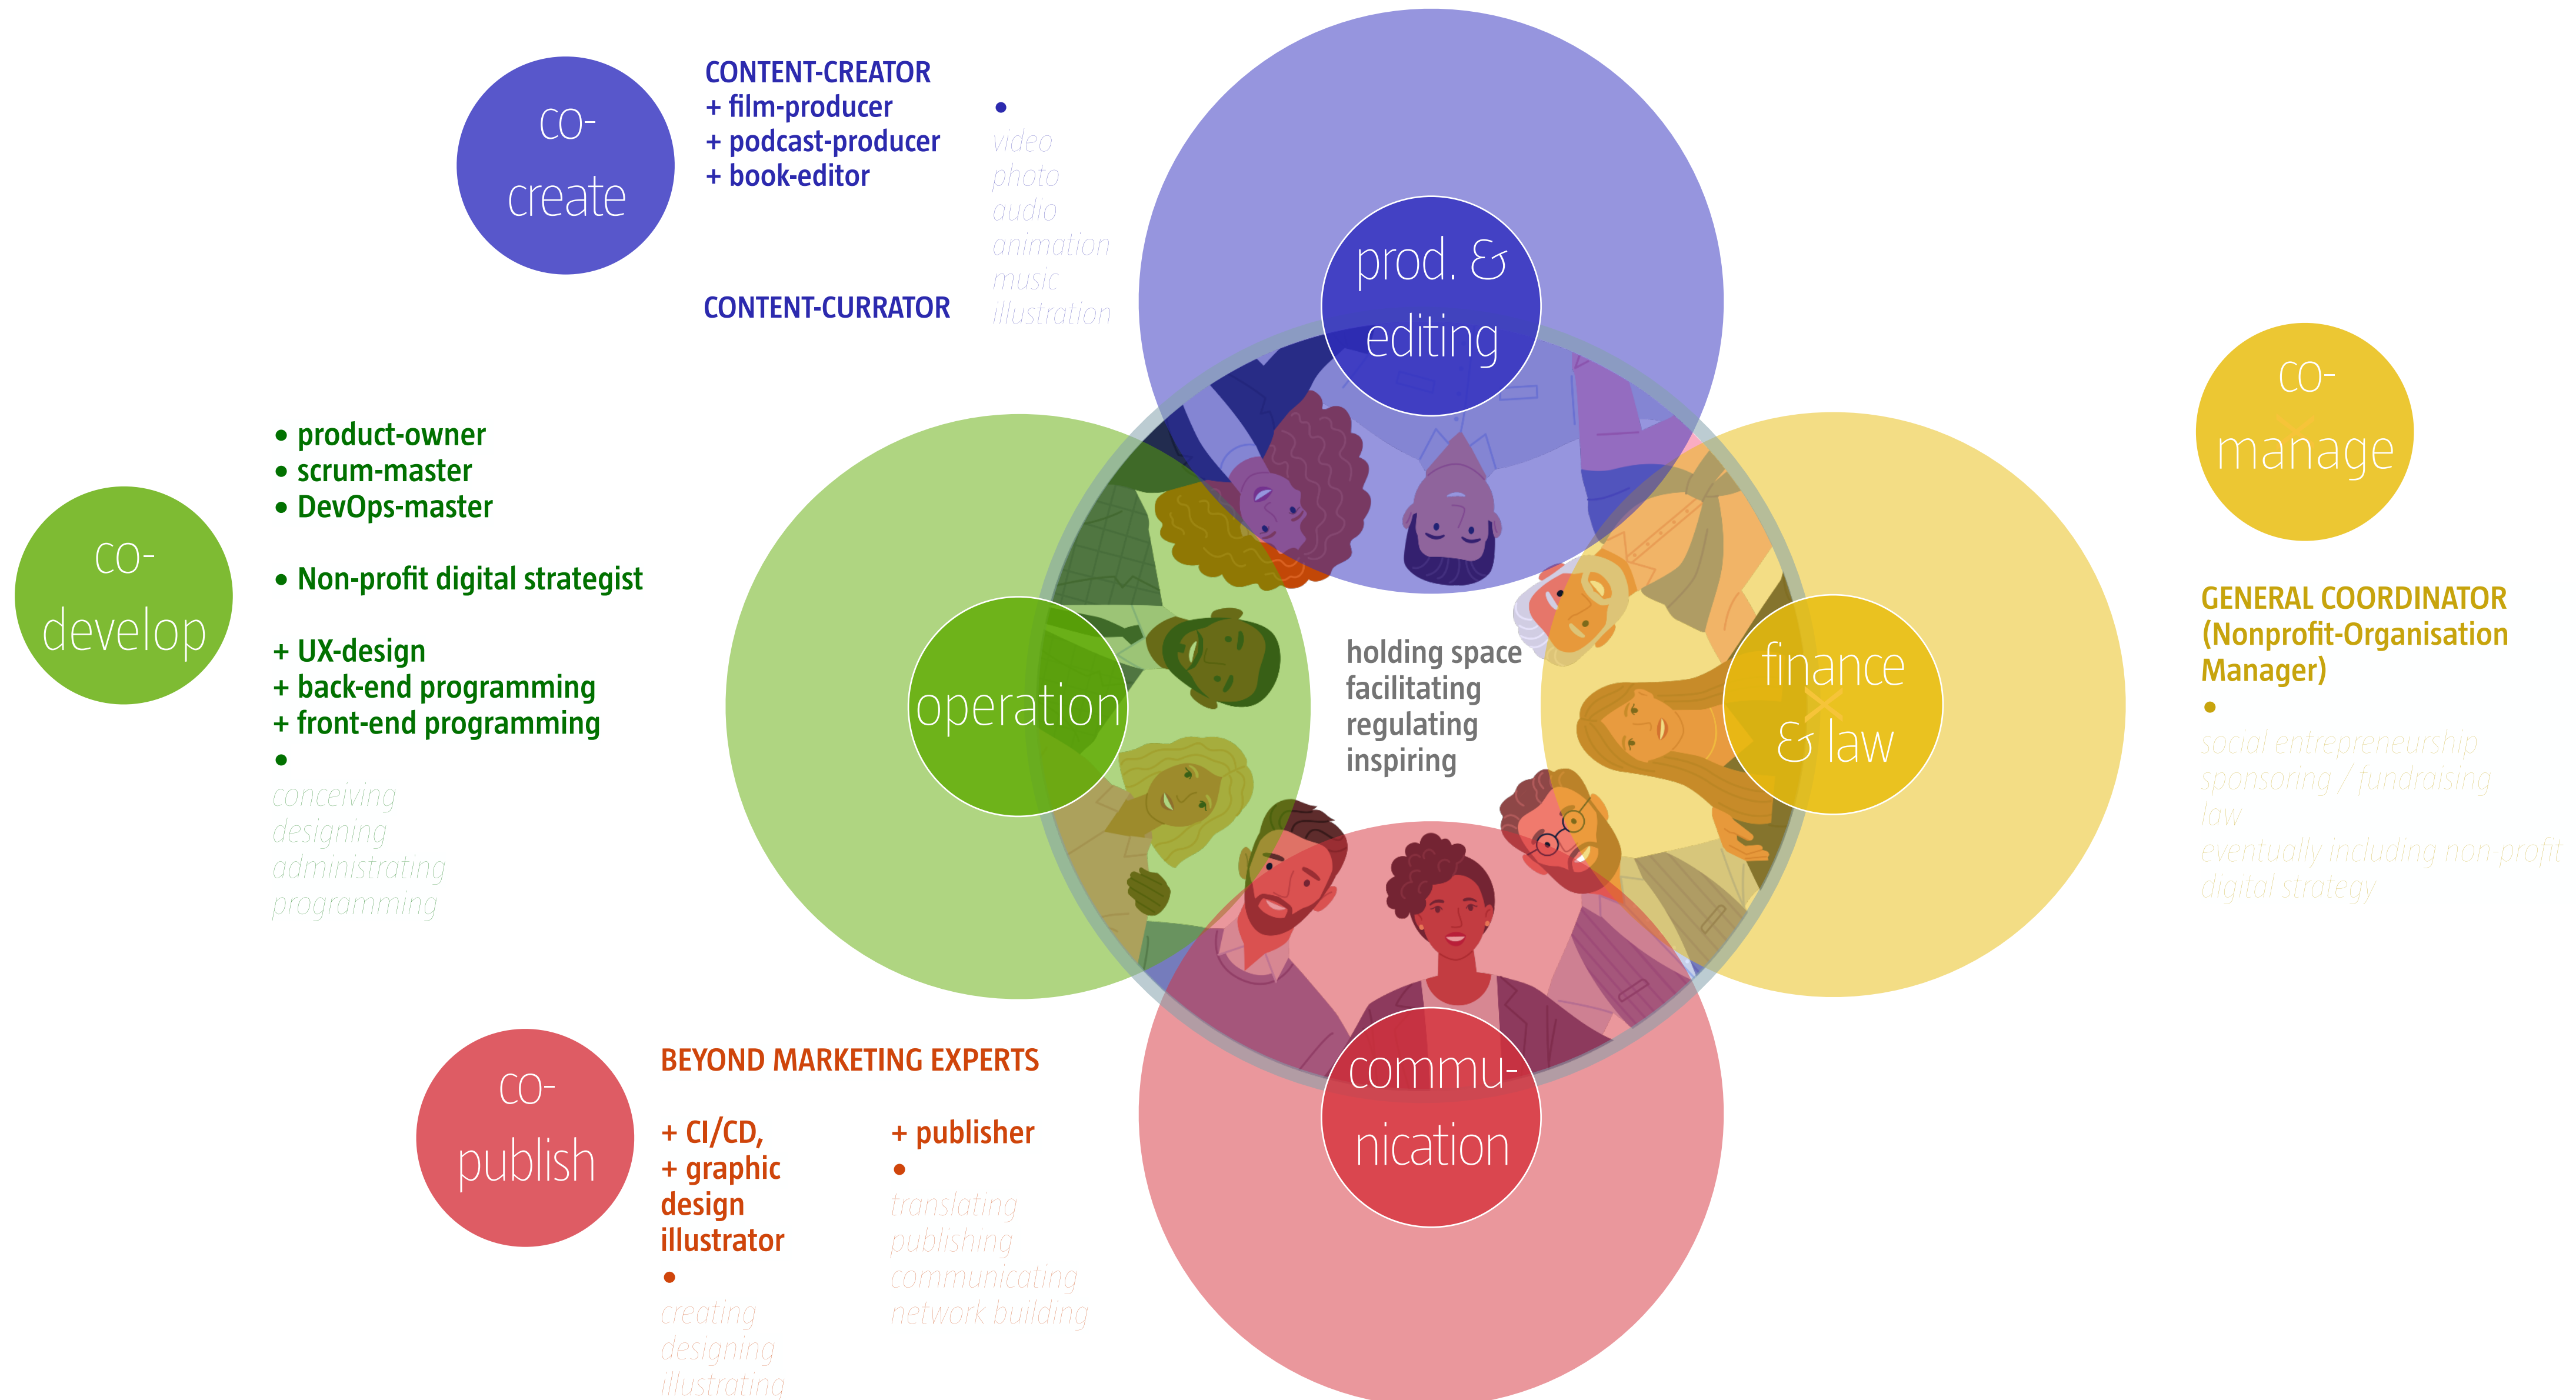 co-
create
CONTENT-CREATOR
+ film-producer
+ podcast-producer
+ book-editor
CONTENT-CURRATOR
•
video
photo
audio
animation
music
illustration
prod. &
editing
co-
manage
GENERAL COORDINATOR
(Nonprofit-Organisation
Manager)
•
social entrepreneurship
sponsoring / fundraising
law
eventually including non-profit
digital strategy
co-
develop
• product-owner
• scrum-master
• DevOps-master
• Non-profit digital strategist
+ UX-design
+ back-end programming
+ front-end programming
•
conceiving
designing
administrating
programming
operation
holding space
facilitating
regulating
inspiring
finance
& law
co-
publish
BEYOND MARKETING EXPERTS
+ CI/CD,
+ graphic
design
illustrator
•
creating
designing
illustrating
+ publisher
•
translating
publishing
communicating
network building
commu-
nication